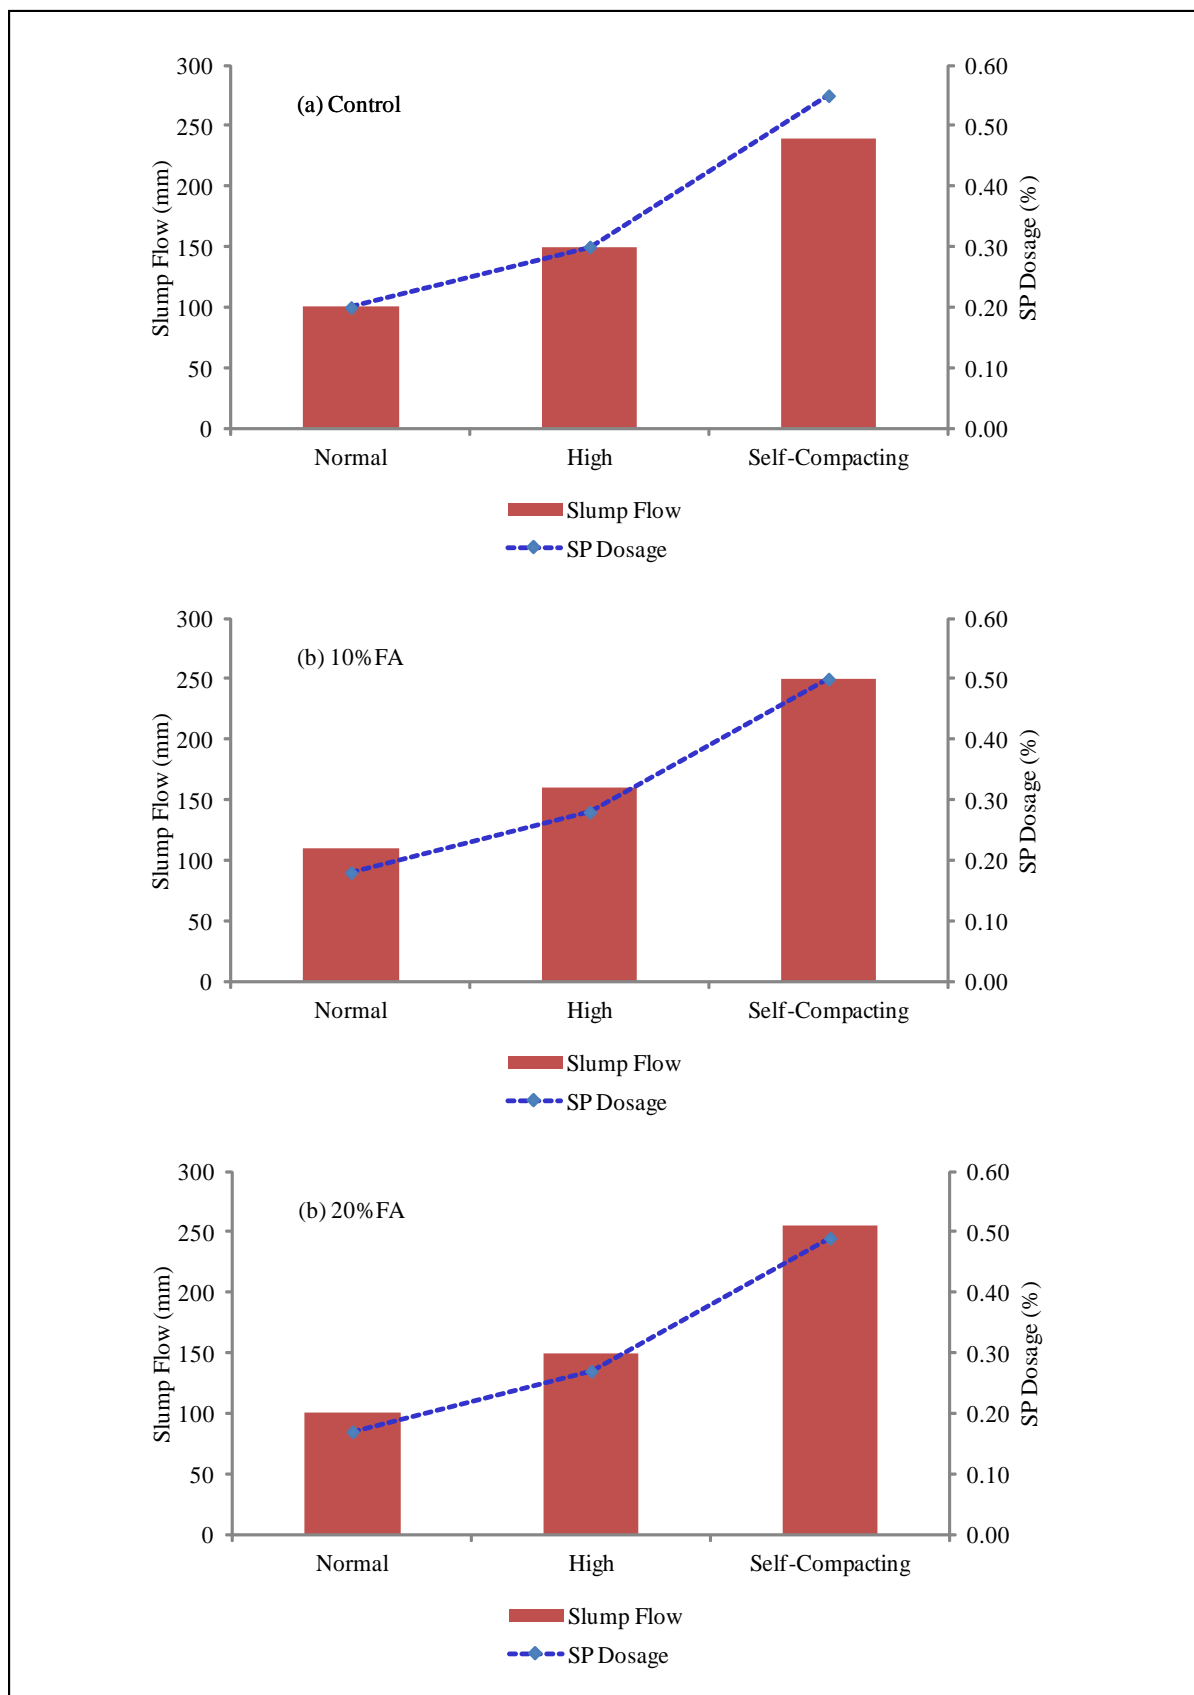 (a) Control
300
250
200
150
100
50
0
Slump Flow (mm)
0.60
0.50
0.40
0.30
0.20
0.10
0.00
SP Dosage (%)
Normal High Self-Compacting
Slump Flow
SP Dosage
(b) 10%FA
300
250
200
150
100
50
0
Slump Flow (mm)
0.60
0.50
0.40
0.30
0.20
0.10
0.00
SP Dosage (%)
Normal High Self-Compacting
Slump Flow
SP Dosage
(b) 20%FA
300
250
200
150
100
50
0
Slump Flow (mm)
0.60
0.50
0.40
0.30
0.20
0.10
0.00
SP Dosage (%)
Normal High Self-Compacting
Slump Flow
SP Dosage